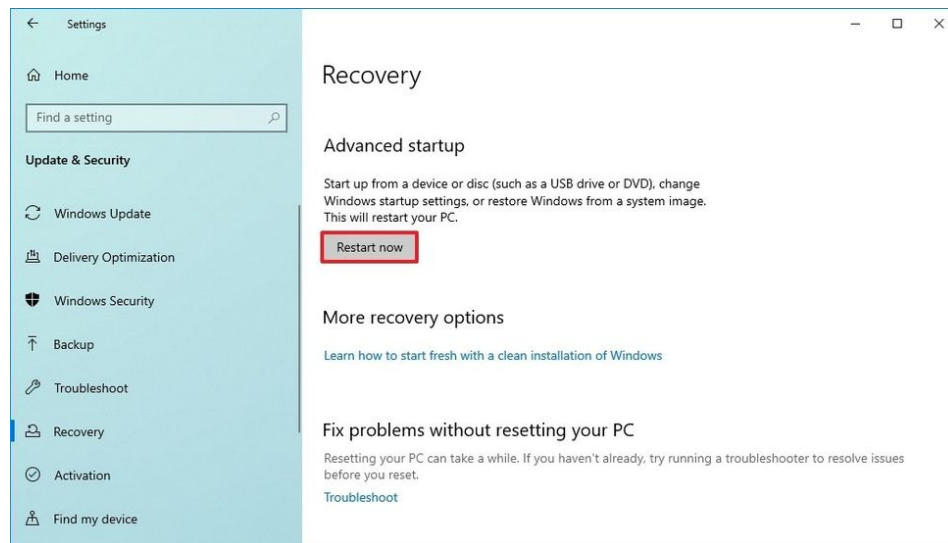 Settings
Home
Find a setting
Update & Security
Windows Update
Delivery Optimization
Windows Security
Backup
Troubleshoot
Recovery
Activation
Find my device
Recovery
Advanced startup
Start up from a device or disc (such as a USB drive or DVD), change
Windows startup settings, or restore Windows from a system image.
This will restart your PC.
Restart now
More recovery options
Learn how to start fresh with a clean installation of Windows
Fix problems without resetting your PC
Resetting your PC can take a while. If you haven't already, try running a troubleshooter to resolve issues
before you reset.
Troubleshoot